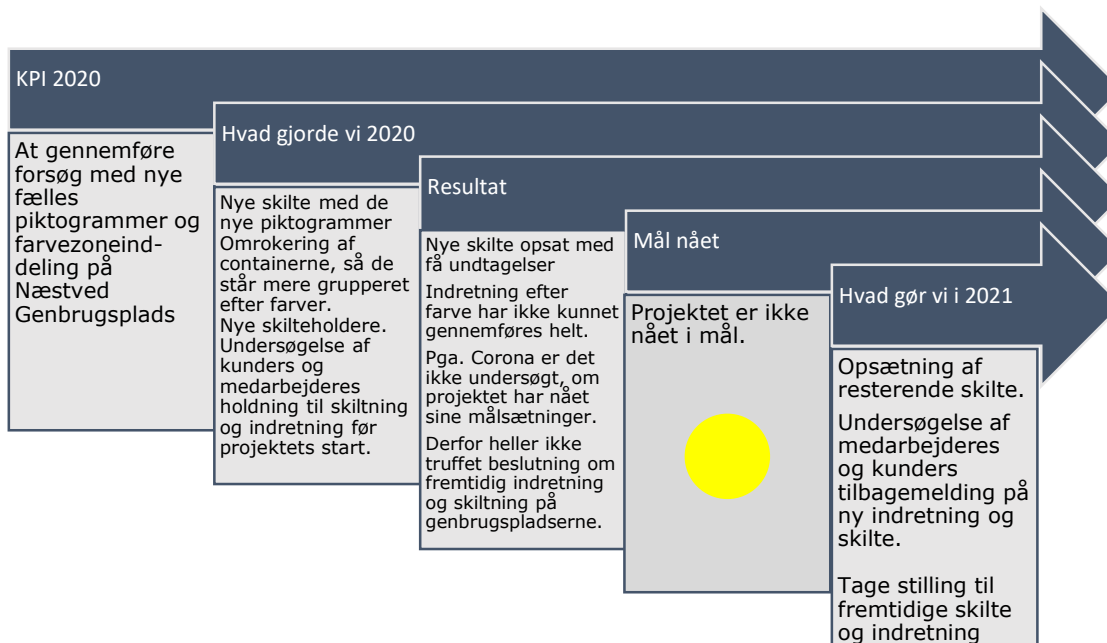 KPI 2020
At gennemføre
forsøg med nye
fælles
piktogrammer og
farvezoneind-
deling på
Næstved
Genbrugsplads
Hvad gjorde vi 2020
Nye skilte med de
nye piktogrammer
Omrokering af
containerne, så de
står mere grupperet
efter farver.
Nye skilteholdere.
Undersøgelse af
kunders og
medarbejderes
holdning til skiltning
og indretning før
projektets start.
Resultat
Nye skilte opsat med
få undtagelser
Indretning efter
farve har ikke kunnet
gennemføres helt.
Pga. Corona er det
ikke undersøgt, om
projektet har nået
sine målsætninger.
Derfor heller ikke
truffet beslutning om
fremtidig indretning
og skiltning på
genbrugspladserne.
Mål nået
Projektet er ikke
nået i mål.
Hvad gør vi i 2021
Opsætning af
resterende skilte.
Undersøgelse af
medarbejderes
og kunders
tilbagemelding på
ny indretning og
skilte.
Tage stilling til
fremtidige skilte
og indretning